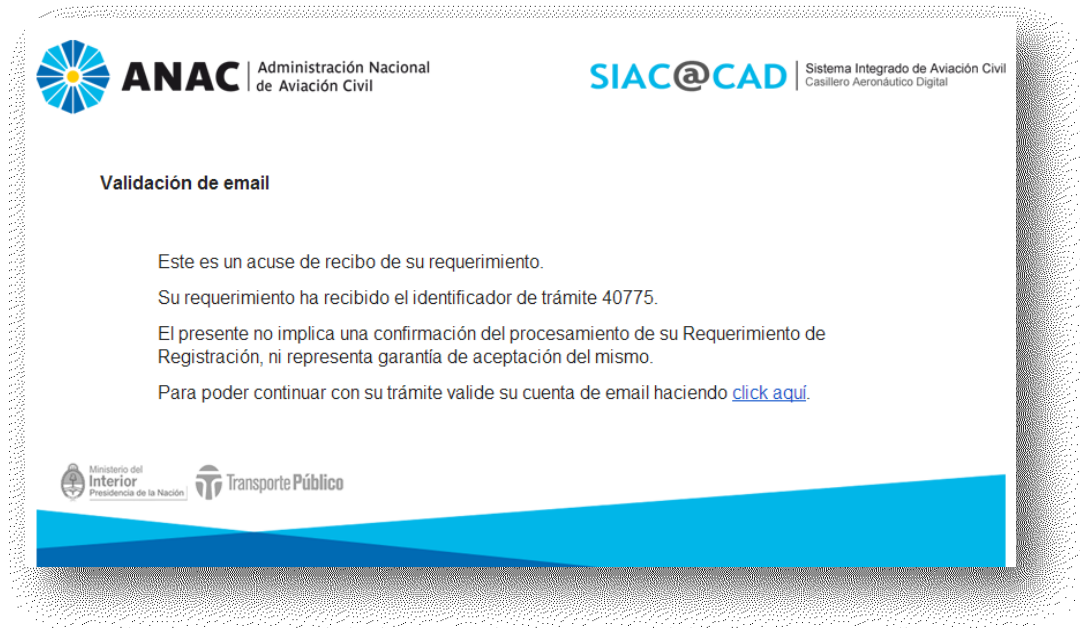 ANAC
Administración Nacional
de Aviación Civil
SIAC@CAD
Sistema Integrado de Aviación Civil
Casillero Aeronáutico Digital
Validación de email
Este es un acuse de recibo de su requerimiento.
Su requerimiento ha recibido el identificador de trámite 40775.
El presente no implica una confirmación del procesamiento de su Requerimiento de
Registración, ni representa garantía de aceptación del mismo.
Para poder continuar con su trámite valide su cuenta de email haciendo click aquí.
Ministerio del
Interior
Presidencia de la Nación
Transporte Público